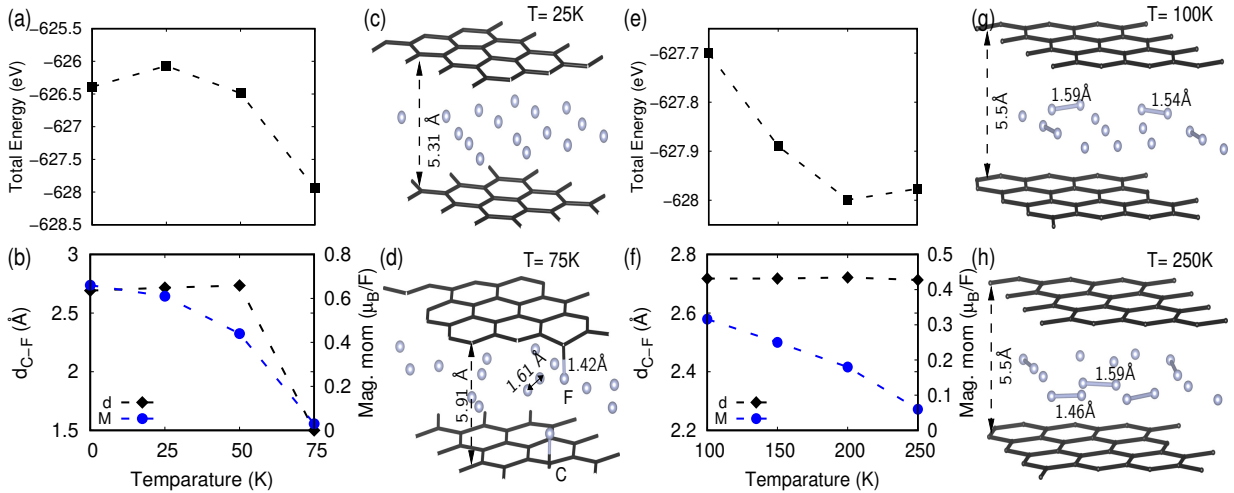 (a)
Total Energy (eV)
−625.5
−626
−626.5
−627
−627.5
−628
−628.5
(b)
d_C−F (Å)
3
2.5
2
1.5
d
M
0 25 50 75
Temparature (K)
0.8
0.6
0.4
0.2
0
Mag. mom (μ_B/F)
(c)
T= 25K
5.31 Å
(d)
T= 75K
5.91 Å
1.61 Å
1.42Å
F
C
(e)
Total Energy (eV)
−627.7
−627.8
−627.9
−628
(f)
d_C−F (Å)
2.8
2.6
2.4
2.2
d
M
100 150 200 250
Temparature (K)
0.5
0.4
0.3
0.2
0.1
0
Mag. mom (μ_B/F)
(g)
T= 100K
5.5Å
1.59Å
1.54Å
(h)
T= 250K
5.5Å
1.59Å
1.46Å